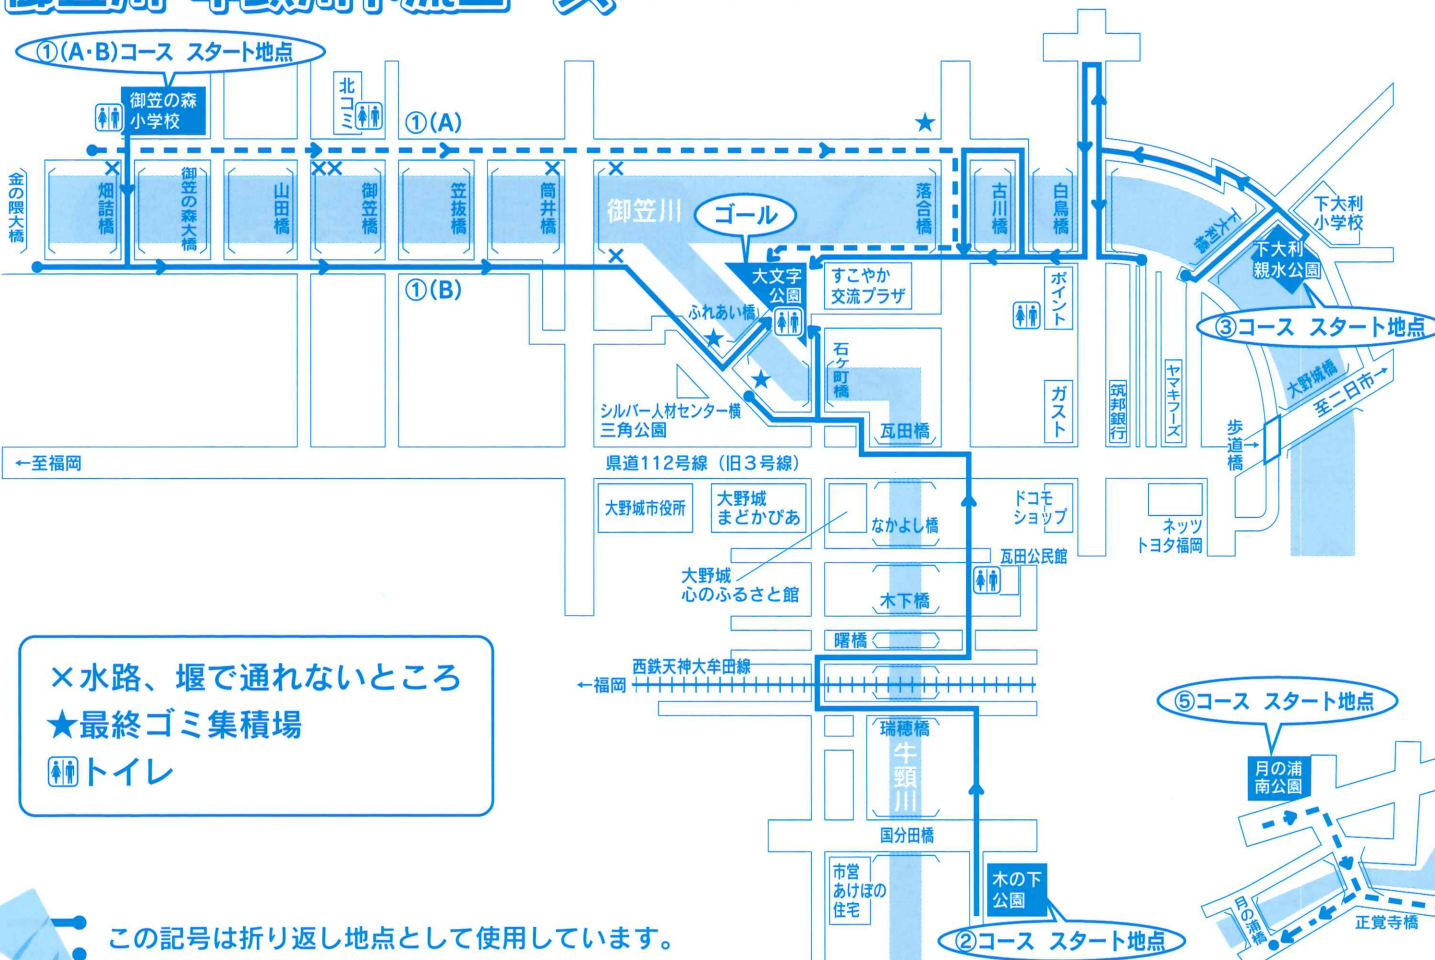 ①(A・B)コース スタート地点
御笠の森
小学校
北コミ
①(A)
金の隈大橋
畑詰橋
御笠の森大橋
山田橋
御笠橋
笠抜橋
筒井橋
御笠川
落合橋
古川橋
白鳥橋
下大利橋
下大利
小学校
下大利
親水公園
③コース スタート地点
ゴール
大文字
公園
すこやか
交流プラザ
ポイント
①(B)
ふれあい橋
石ヶ町橋
シルバー人材センター横
三角公園
瓦田橋
ガスト
筑邦銀行
ヤマキフーズ
大野城橋
至二日市→
歩道橋→
←至福岡
県道112号線（旧3号線）
大野城市役所
大野城
まどかぴあ
なかよし橋
ドコモ
ショップ
ネッツ
トヨタ福岡
瓦田公民館
大野城
心のふるさと館
木下橋
曙橋
西鉄天神大牟田線
←福岡
瑞穂橋
牛頸川
国分田橋
市営
あけぼの
住宅
木の下
公園
②コース スタート地点
⑤コース スタート地点
月の浦
南公園
月の浦橋
正覚寺橋
×水路、堰で通れないところ
★最終ゴミ集積場
トイレ
この記号は折り返し地点として使用しています。